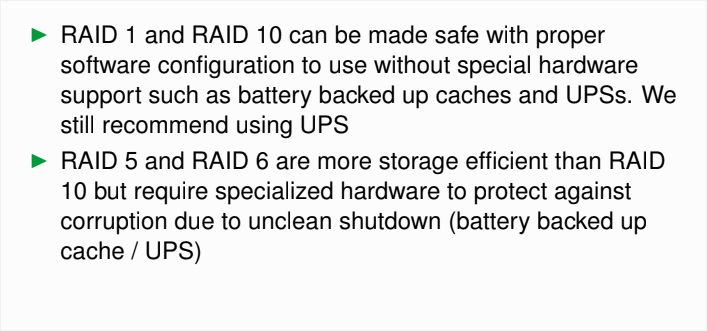 RAID 1 and RAID 10 can be made safe with proper
software configuration to use without special hardware
support such as battery backed up caches and UPSs. We
still recommend using UPS
RAID 5 and RAID 6 are more storage efficient than RAID
10 but require specialized hardware to protect against
corruption due to unclean shutdown (battery backed up
cache / UPS)